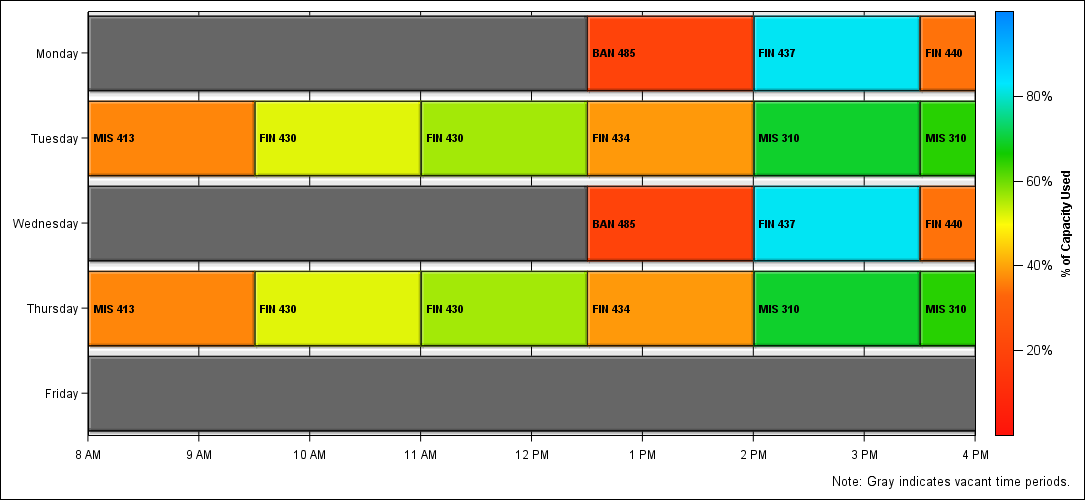 Monday
BAN 485
FIN 437
FIN 440
Tuesday
MIS 413
FIN 430
FIN 430
FIN 434
MIS 310
MIS 310
Wednesday
BAN 485
FIN 437
FIN 440
Thursday
MIS 413
FIN 430
FIN 430
FIN 434
MIS 310
MIS 310
Friday
8 AM
9 AM
10 AM
11 AM
12 PM
1 PM
2 PM
3 PM
4 PM
80%
60%
40%
20%
% of Capacity Used
Note: Gray indicates vacant time periods.